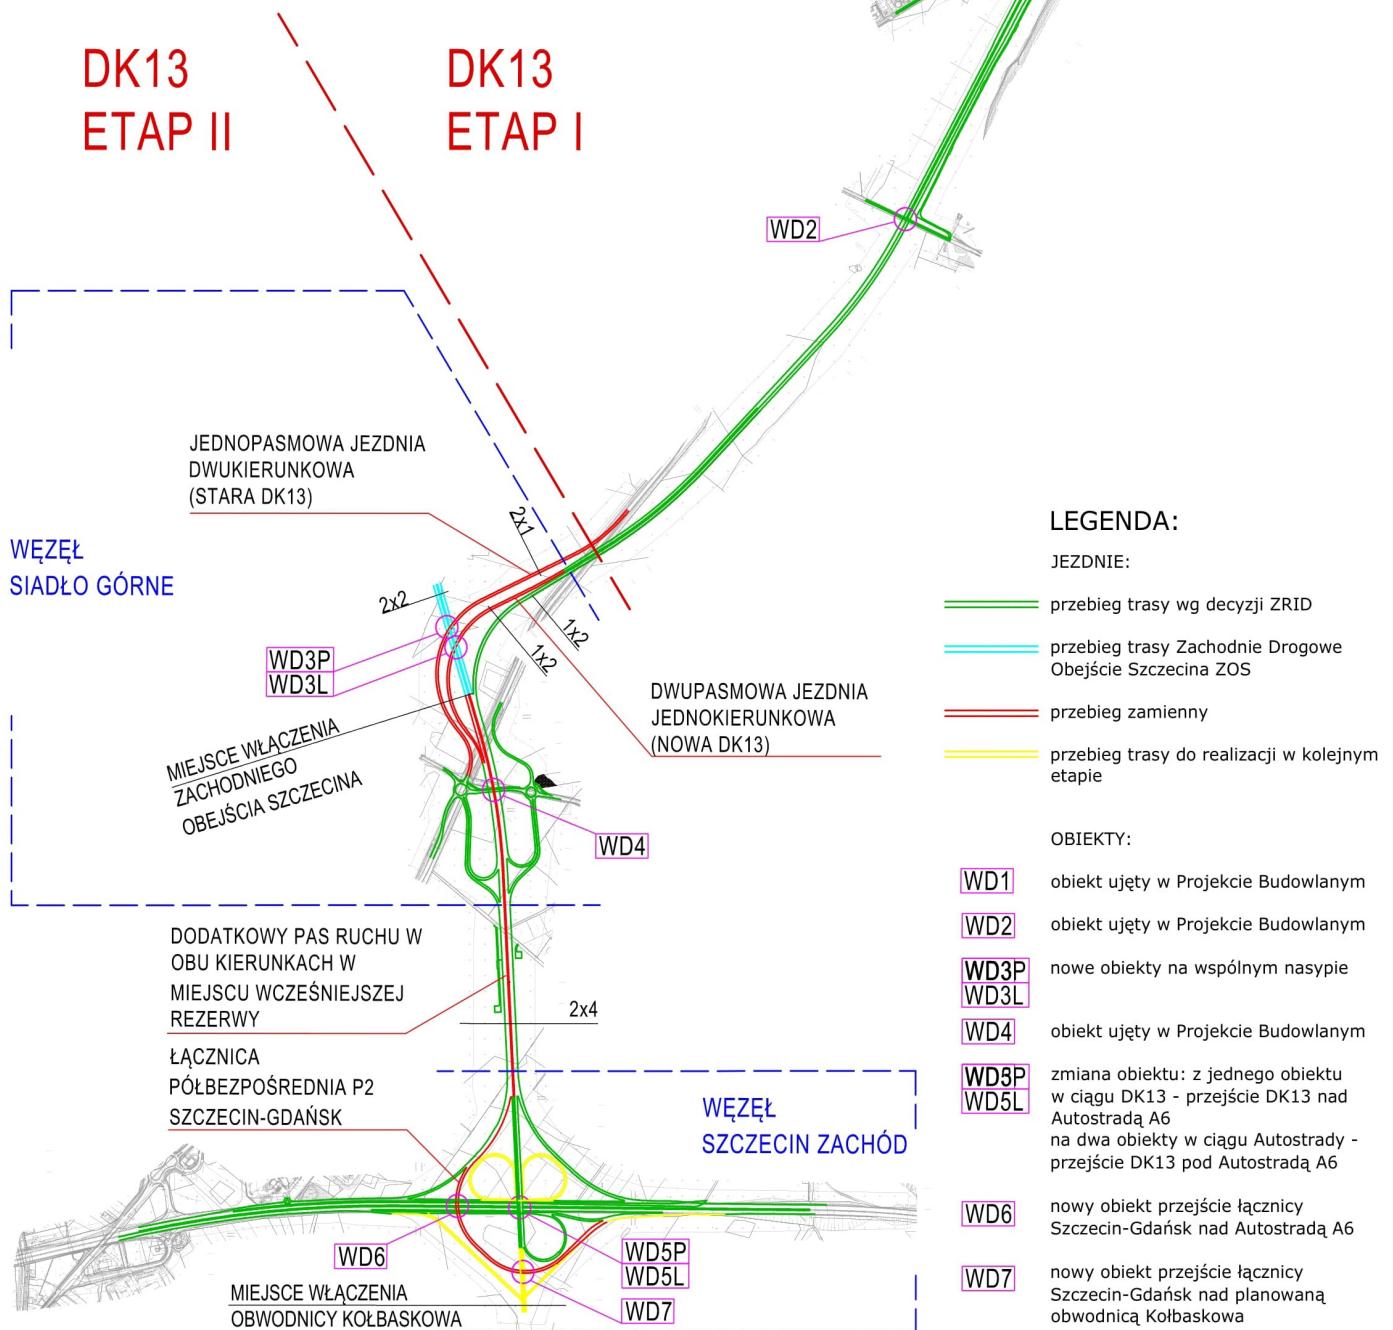 DK13
ETAP II
DK13
ETAP I
WD2
JEDNOPASMOWA JEZDNIA
DWUKIERUNKOWA
(STARA DK13)
2x1
WĘZEŁ
SIADŁO GÓRNE
2x2
1x2
1x2
WD3P
WD3L
DWUPASMOWA JEZDNIA
JEDNOKIERUNKOWA
(NOWA DK13)
MIEJSCE WŁĄCZENIA
ZACHODNIEGO
OBEJŚCIA SZCZECINA
WD4
DODATKOWY PAS RUCHU W
OBU KIERUNKACH W
MIEJSCU WCZEŚNIEJSZEJ
REZERWY
2x4
ŁĄCZNICA
PÓŁBEZPOŚREDNIA P2
SZCZECIN-GDAŃSK
WĘZEŁ
SZCZECIN ZACHÓD
WD6
WD5P
WD5L
WD7
MIEJSCE WŁĄCZENIA
OBWODNICY KOŁBASKOWA
LEGENDA:
JEZDNIE:
przebieg trasy wg decyzji ZRID
przebieg trasy Zachodnie Drogowe
Obejście Szczecina ZOS
przebieg zamienny
przebieg trasy do realizacji w kolejnym
etapie
OBIEKTY:
WD1 obiekt ujęty w Projekcie Budowlanym
WD2 obiekt ujęty w Projekcie Budowlanym
WD3P nowe obiekty na wspólnym nasypie
WD3L
WD4 obiekt ujęty w Projekcie Budowlanym
WD5P zmiana obiektu: z jednego obiektu
WD5L w ciągu DK13 - przejście DK13 nad
Autostradą A6
na dwa obiekty w ciągu Autostrady -
przejście DK13 pod Autostradą A6
WD6 nowy obiekt przejście łącznicy
Szczecin-Gdańsk nad Autostradą A6
WD7 nowy obiekt przejście łącznicy
Szczecin-Gdańsk nad planowaną
obwodnicą Kołbaskowa